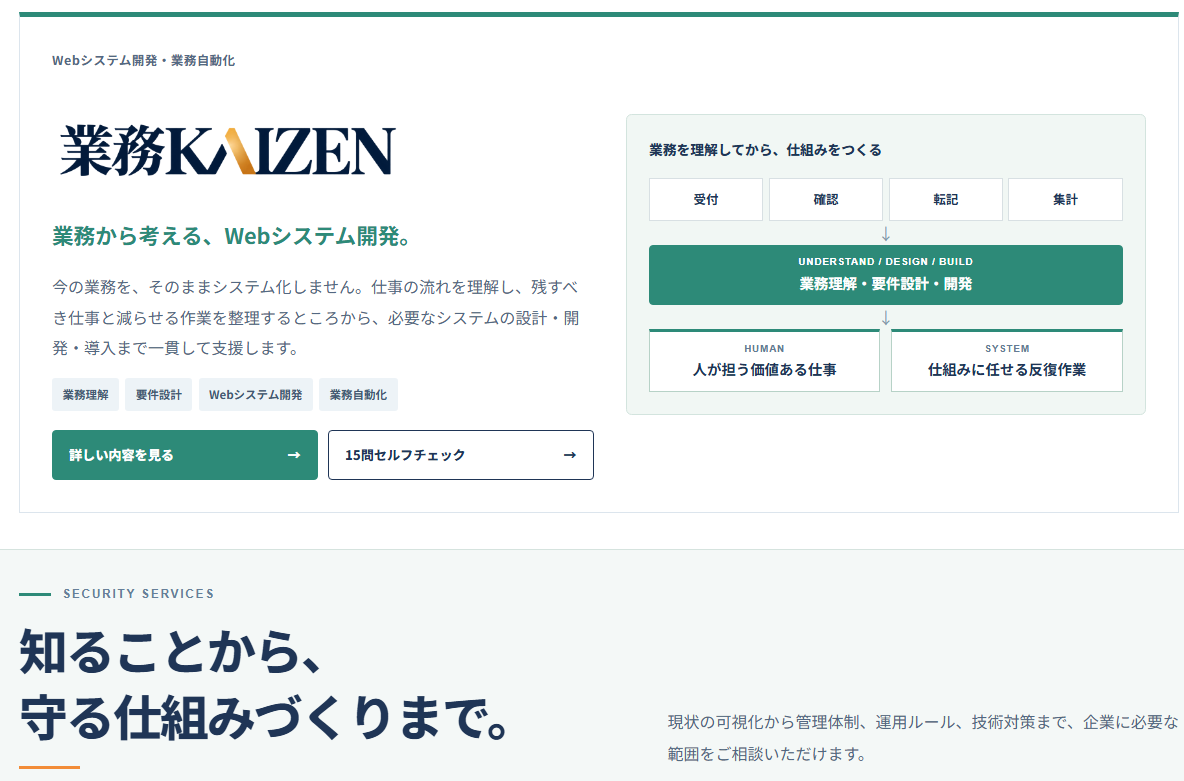 Webシステム開発・業務自動化
業務KAIZEN
業務から考える、Webシステム開発。
今の業務を、そのままシステム化しません。仕事の流れを理解し、残すべ
き仕事と減らせる作業を整理するところから、必要なシステムの設計・開
発・導入まで一貫して支援します。
業務理解 要件設計 Webシステム開発 業務自動化
詳しい内容を見る →
15問セルフチェック →
業務を理解してから、仕組みをつくる
受付 確認 転記 集計
↓
UNDERSTAND / DESIGN / BUILD
業務理解・要件設計・開発
↓
HUMAN
人が担う価値ある仕事
SYSTEM
仕組みに任せる反復作業
SECURITY SERVICES
知ることから、
守る仕組みづくりまで。
現状の可視化から管理体制、運用ルール、技術対策まで、企業に必要な
範囲をご相談いただけます。